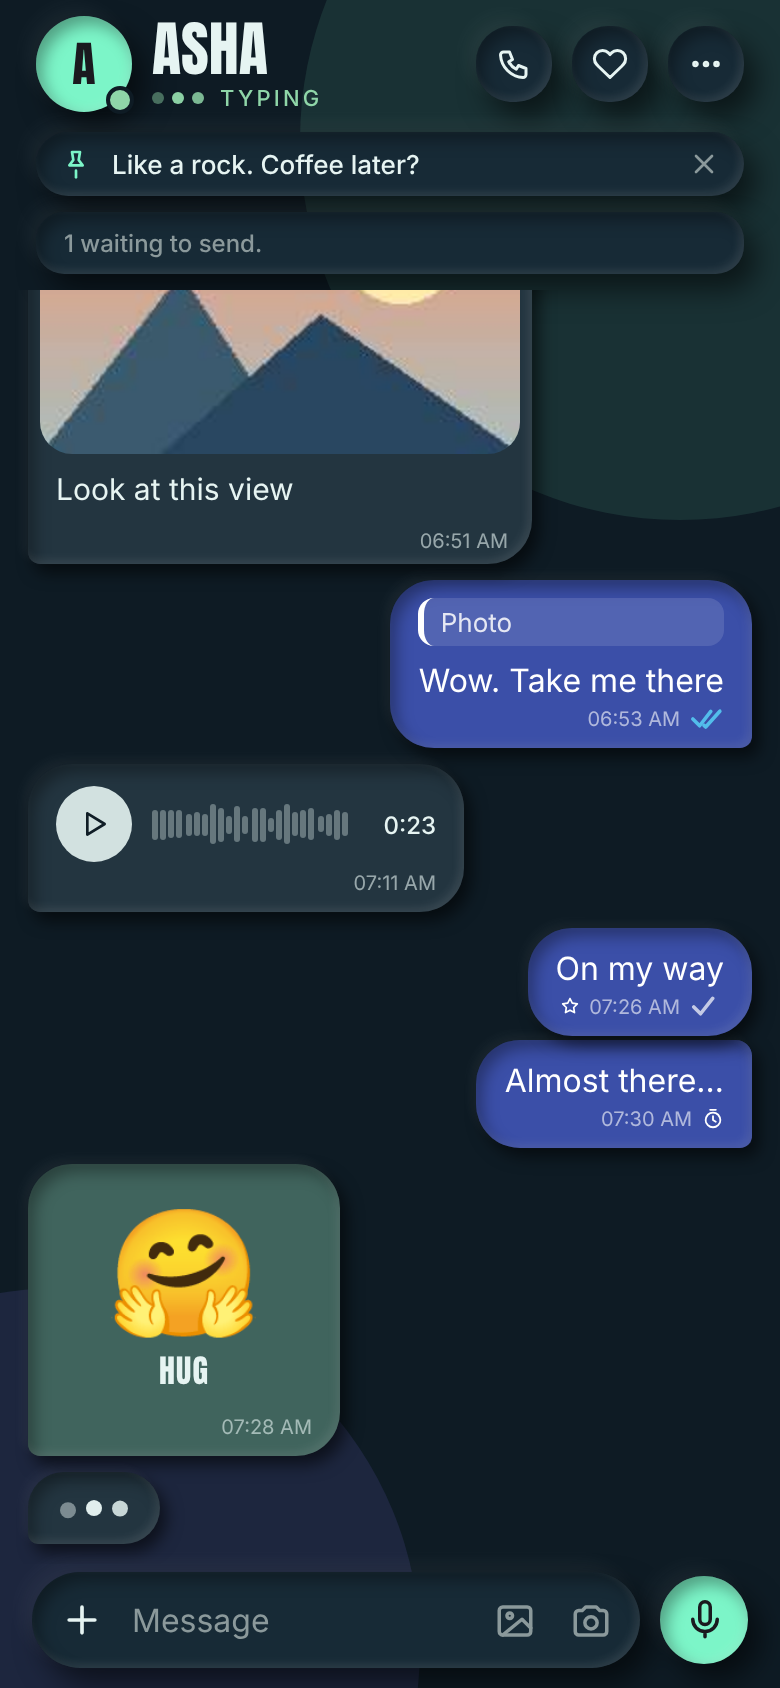 A
ASHA
TYPING
Like a rock. Coffee later?
1 waiting to send.
Look at this view
06:51 AM
Photo
Wow. Take me there
06:53 AM
0:23
07:11 AM
On my way
07:26 AM
Almost there...
07:30 AM
HUG
07:28 AM
Message